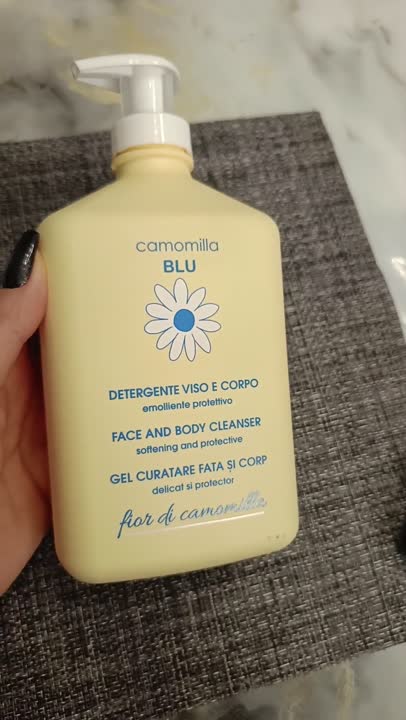 camomilla
BLU
DETERGENTE VISO E CORPO
emolliente protettivo
FACE AND BODY CLEANSER
softening and protective
GEL CURATARE FATA ȘI CORP
delicat si protector
fior di camomilla